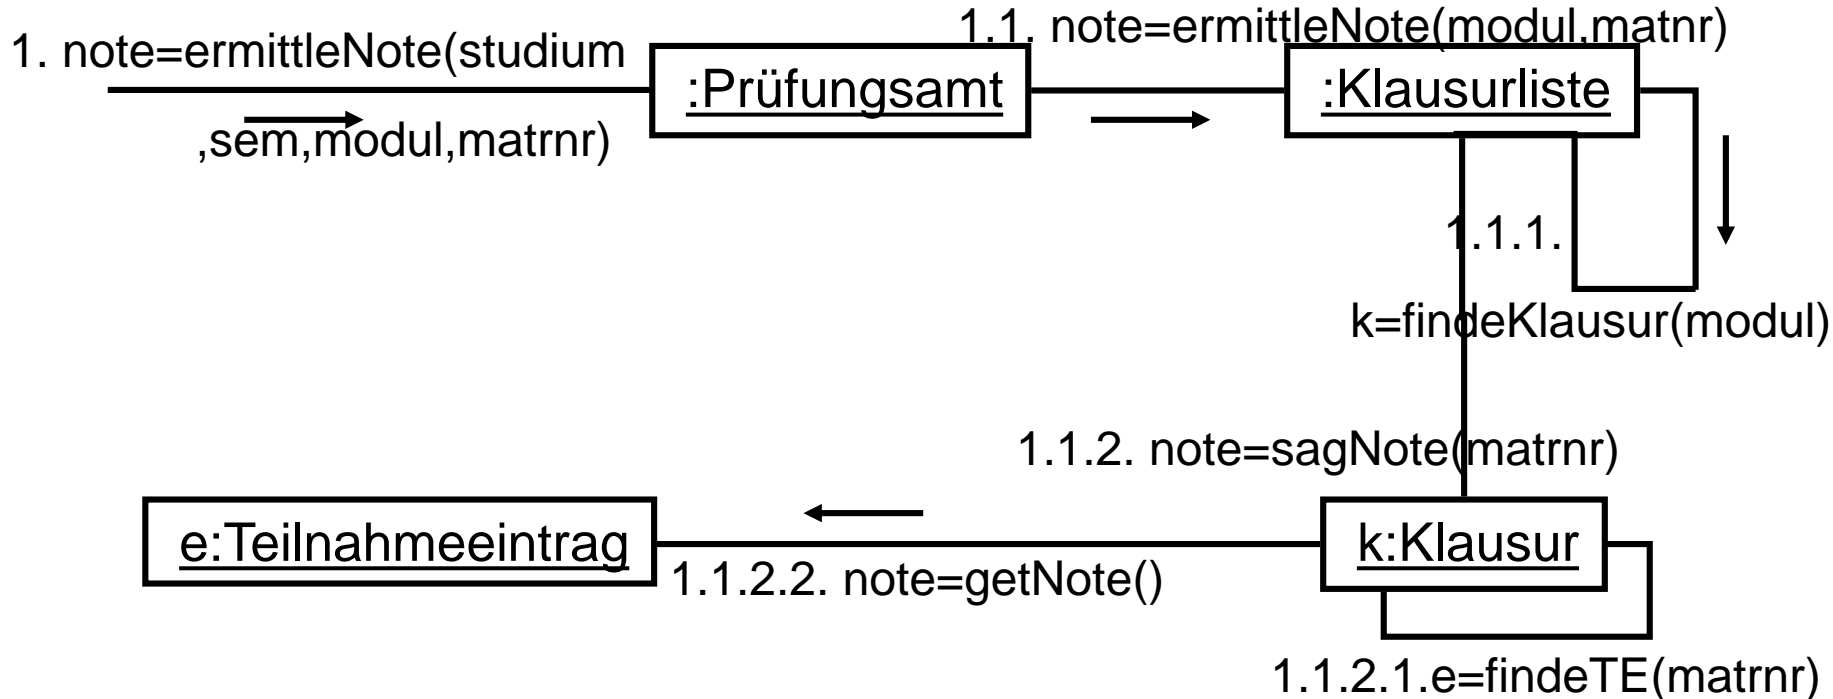 1. note=ermittleNote(studium
,sem,modul,matrnr)
:Prüfungsamt
1.1. note=ermittleNote(modul,matnr)
:Klausurliste
1.1.1.
k=findeKlausur(modul)
1.1.2. note=sagNote(matrnr)
k:Klausur
1.1.2.1.e=findeTE(matrnr)
1.1.2.2. note=getNote()
e:Teilnahmeeintrag